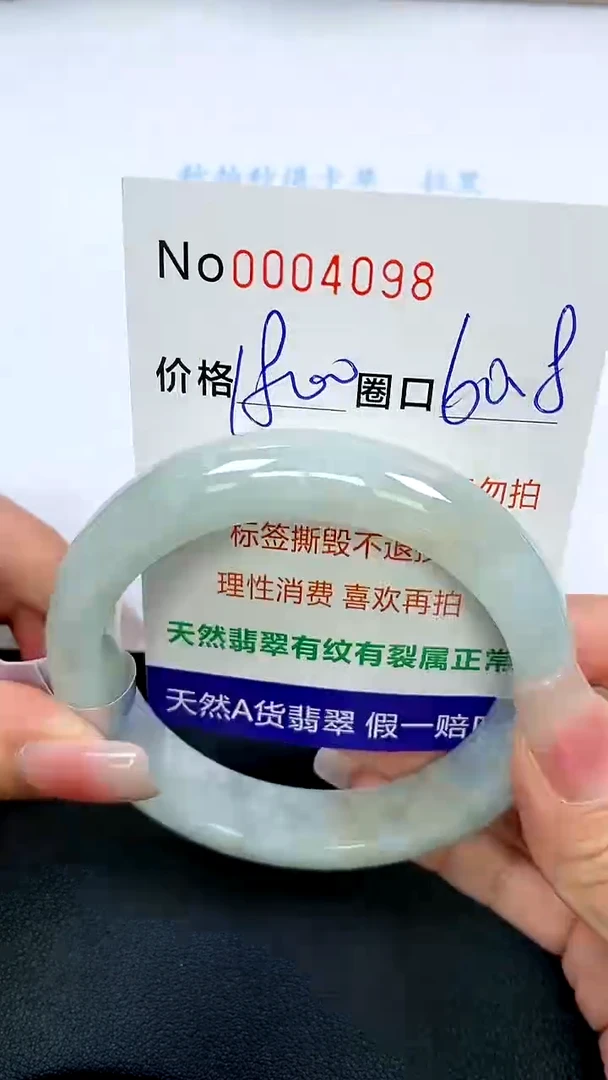 No0004098
价格1800圈口60.8
勿拍
标签撕毁不退
理性消费 喜欢再拍
天然翡翠有纹有裂属正常
天然A货翡翠 假一赔